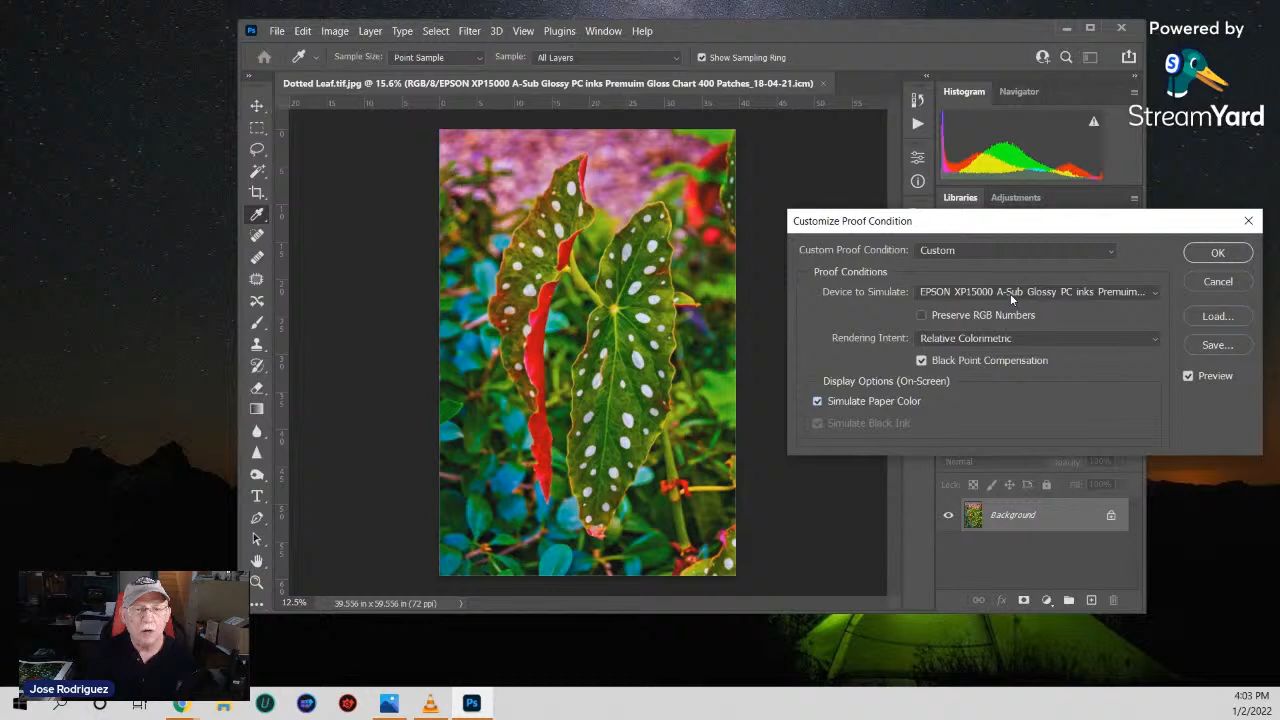 Powered by
StreamYard
Ps File Edit Image Layer Type Select Filter 3D View Plugins Window Help
Sample Size: Point Sample Sample: All Layers Show Sampling Ring
Dotted Leaf.tif.jpg @ 15.6% (RGB/8/EPSON XP15000 A-Sub Glossy PC inks Premuim Gloss Chart 400 Patches_18-04-21.icm)
Histogram Navigator
Libraries Adjustments
Customize Proof Condition
Custom Proof Condition: Custom
OK
Proof Conditions
Cancel
Device to Simulate: EPSON XP15000 A-Sub Glossy PC inks Premuim...
Preserve RGB Numbers
Load...
Rendering Intent: Relative Colorimetric
Save...
Black Point Compensation
Preview
Display Options (On-Screen)
Simulate Paper Color
Simulate Black Ink
Normal Opacity: 100%
Lock: Fill: 100%
Background
12.5% 39.556 in x 59.556 in (72 ppi)
Jose Rodriguez
Ps
4:03 PM
1/2/2022